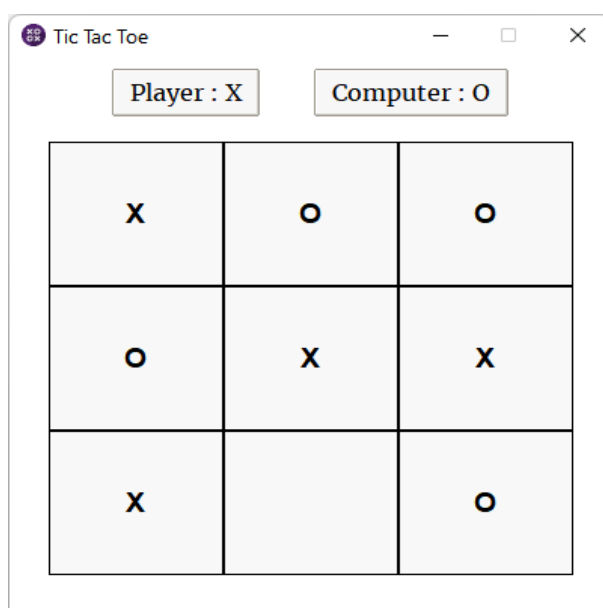 Tic Tac Toe
Player : X Computer : O
X O O
O X X
X O